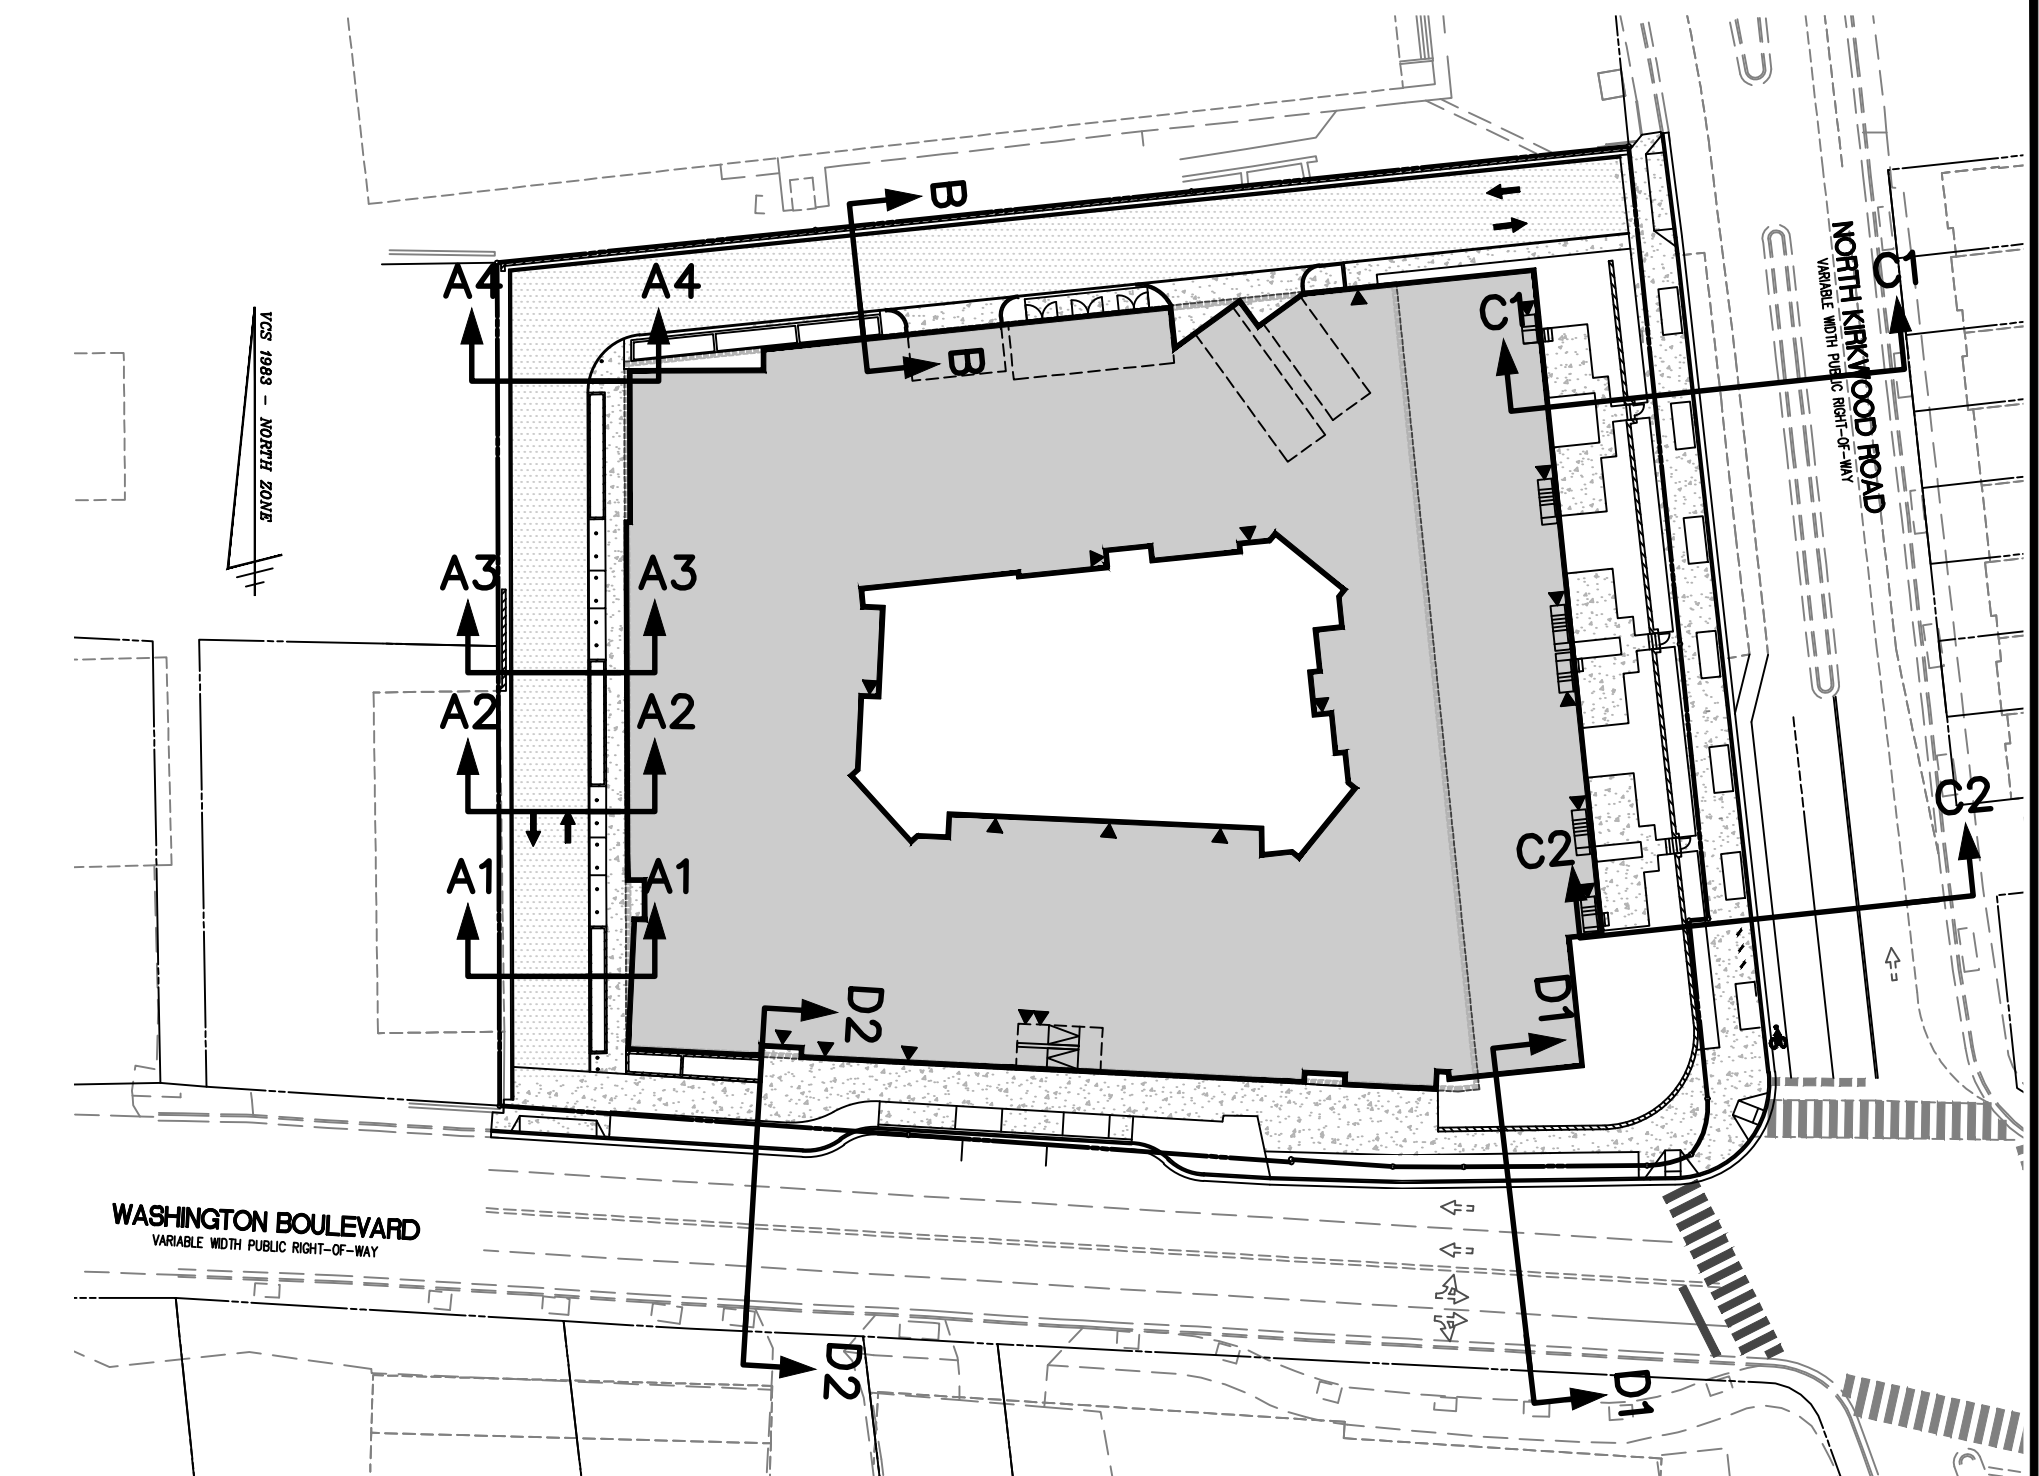 B
NORTH KIRKWOOD ROAD
VARIABLE WIDTH PUBLIC RIGHT-OF-WAY
C1
A4
A4
C1
B
VCS 1983 - NORTH ZONE
A3
A3
A2
A2
C2
C2
A1
A1
D2
D1
WASHINGTON BOULEVARD
VARIABLE WIDTH PUBLIC RIGHT-OF-WAY
D2
D1